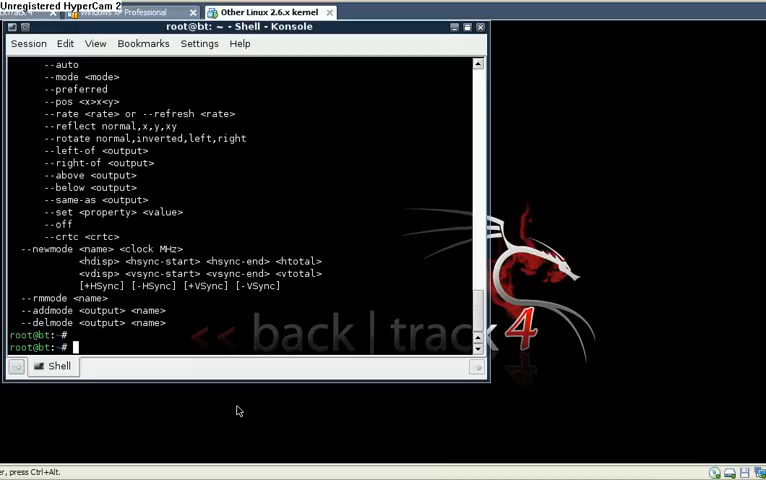 Unregistered HyperCam 2
Windows XP Professional
Other Linux 2.6.x kernel
root@bt: ~ - Shell - Konsole
Session Edit View Bookmarks Settings Help
--auto
--mode <mode>
--preferred
--pos <x>x<y>
--rate <rate> or --refresh <rate>
--reflect normal,x,y,xy
--rotate normal,inverted,left,right
--left-of <output>
--right-of <output>
--above <output>
--below <output>
--same-as <output>
--set <property> <value>
--off
--crtc <crtc>
--newmode <name> <clock MHz>
<hdisp> <hsync-start> <hsync-end> <htotal>
<vdisp> <vsync-start> <vsync-end> <vtotal>
[+HSync] [-HSync] [+VSync] [-VSync]
--rmmode <name>
--addmode <output> <name>
--delmode <output> <name>
root@bt:~#
root@bt:~#
<< back | track 4
Shell
er, press Ctrl+Alt.